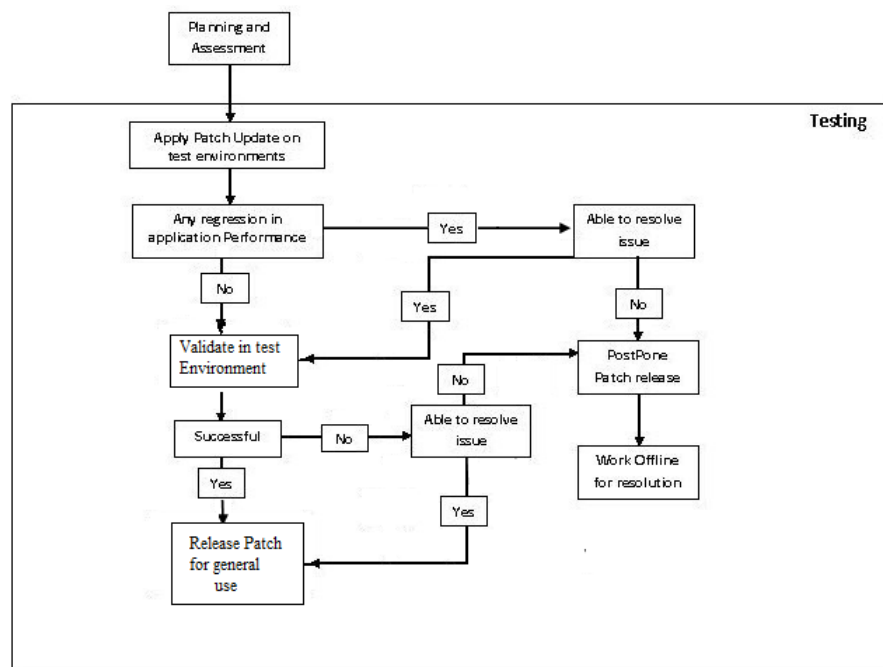 Planning and
Assessment
Testing
Apply Patch Update on
test environments
Any regression in
application Performance
Yes
Able to resolve
issue
No
Yes
No
Validate in test
Environment
PostPone
Patch release
No
Successful
No
Able to resolve
issue
Work Offline
for resolution
Yes
Yes
Release Patch
for general
use